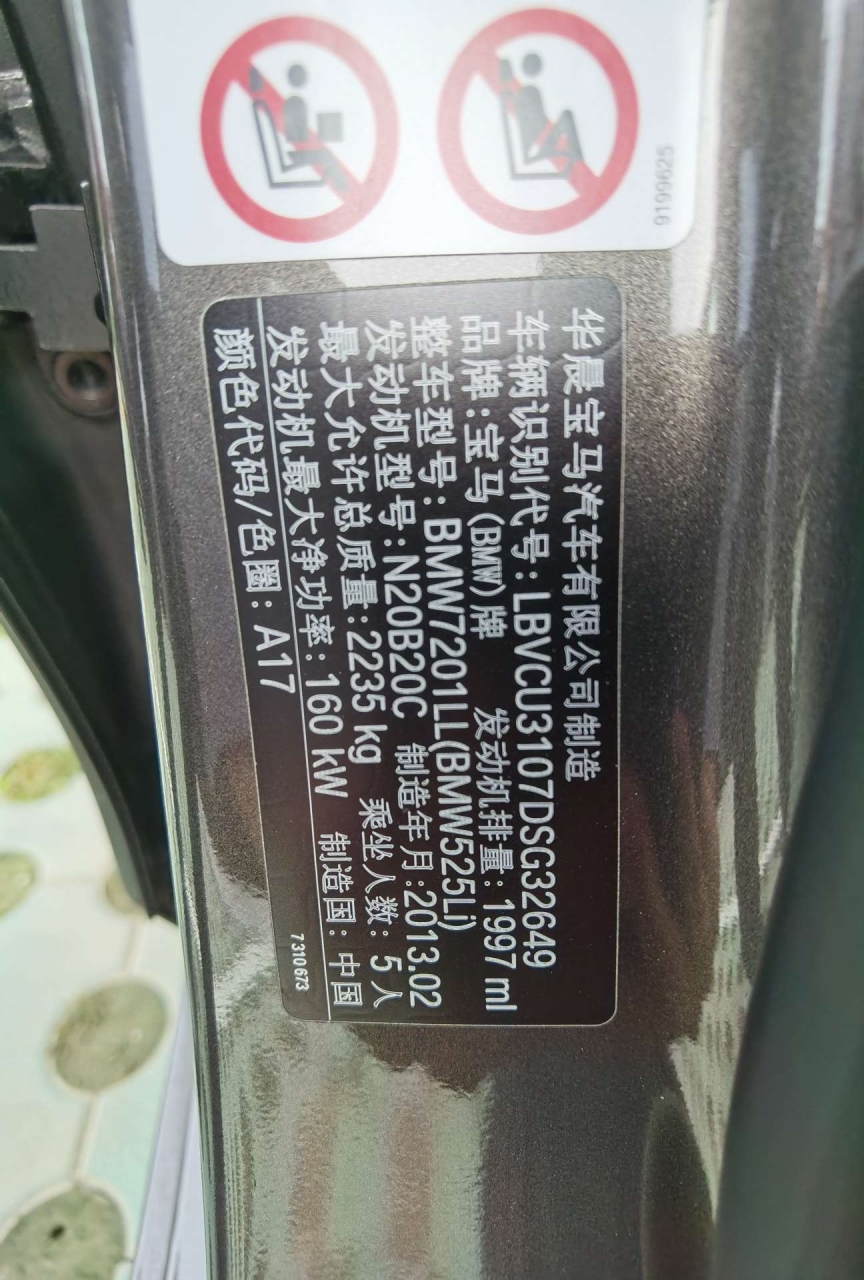 9199625
华晨宝马汽车有限公司制造
车辆识别代号:LBVCU3107DSG32649
品牌:宝马(BMW)牌 发动机排量:1997 ml
整车型号:BMW7201LL(BMW525Li)
发动机型号:N20B20C 制造年月:2013.02
最大允许总质量:2235 kg 乘坐人数:5人
发动机最大净功率:160 kW 制造国:中国
颜色代码/色圈:A17
7310673